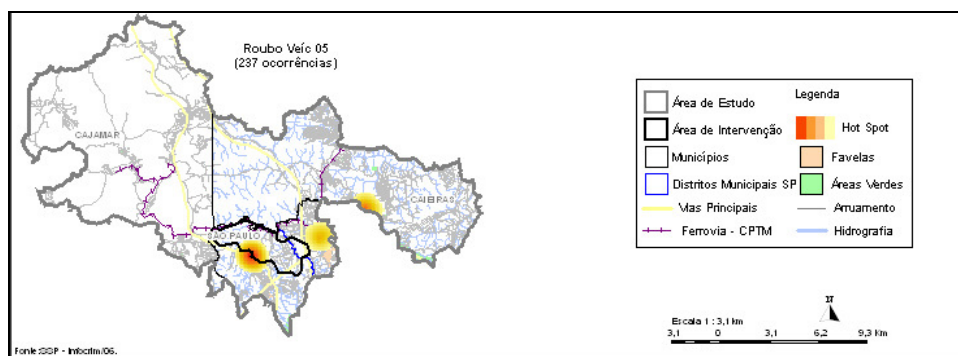 Roubo Veíc 05
(237 ocorrências)
CAJAMAR
CAIEIRAS
SÃO PAULO
Legenda
Área de Estudo
Área de Intervenção
Municípios
Distritos Municipais SP
Vias Principais
Ferrovia - CPTM
Hot Spot
Favelas
Áreas Verdes
Arruamento
Hidrografia
N
Escala 1 : 3,1 km
3,1 0 3,1 6,2 9,3 km
Fonte:SSP - Infocrim/06.